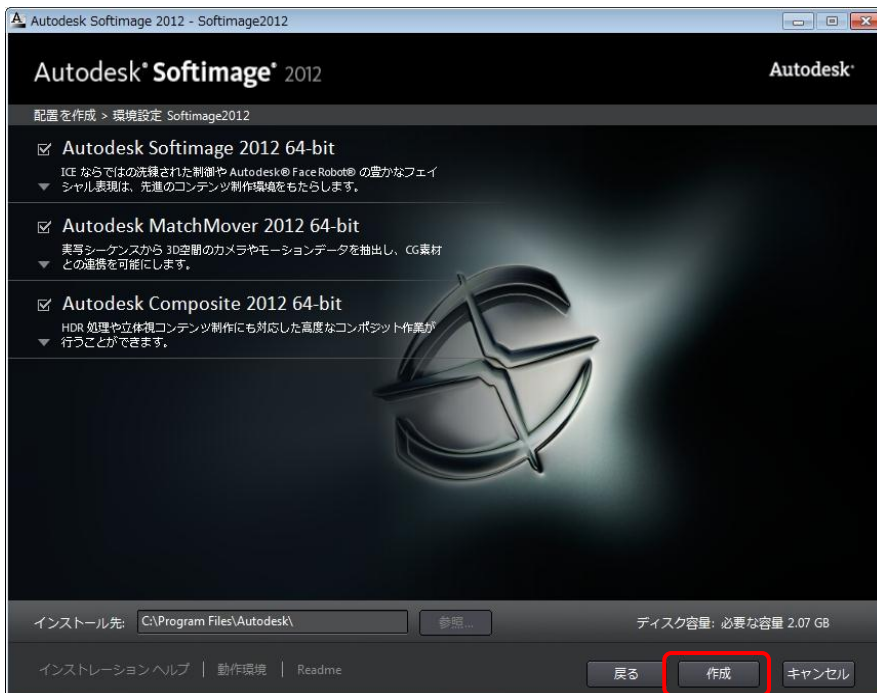 Autodesk Softimage 2012 - Softimage2012
Autodesk® Softimage® 2012
Autodesk®
配置を作成 > 環境設定 Softimage2012
Autodesk Softimage 2012 64-bit
ICE ならではの洗練された制御や Autodesk® Face Robot® の豊かなフェイ
シャル表現は、先進のコンテンツ制作環境をもたらします。
Autodesk MatchMover 2012 64-bit
実写シーケンスから 3D空間のカメラやモーションデータを抽出し、CG素材
との連携を可能にします。
Autodesk Composite 2012 64-bit
HDR 処理や立体視コンテンツ制作にも対応した高度なコンポジット作業が
行うことができます。
インストール先: C:\Program Files\Autodesk\ 参照... ディスク容量: 必要な容量 2.07 GB
インストレーション ヘルプ | 動作環境 | Readme 戻る 作成 キャンセル